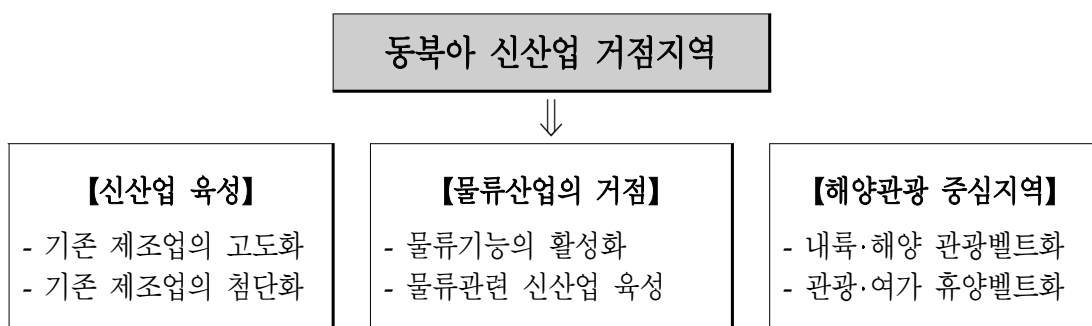 동북아 신산업 거점지역
⇓
【신산업 육성】
- 기존 제조업의 고도화
- 기존 제조업의 첨단화
【물류산업의 거점】
- 물류기능의 활성화
- 물류관련 신산업 육성
【해양관광 중심지역】
- 내륙·해양 관광벨트화
- 관광·여가 휴양벨트화